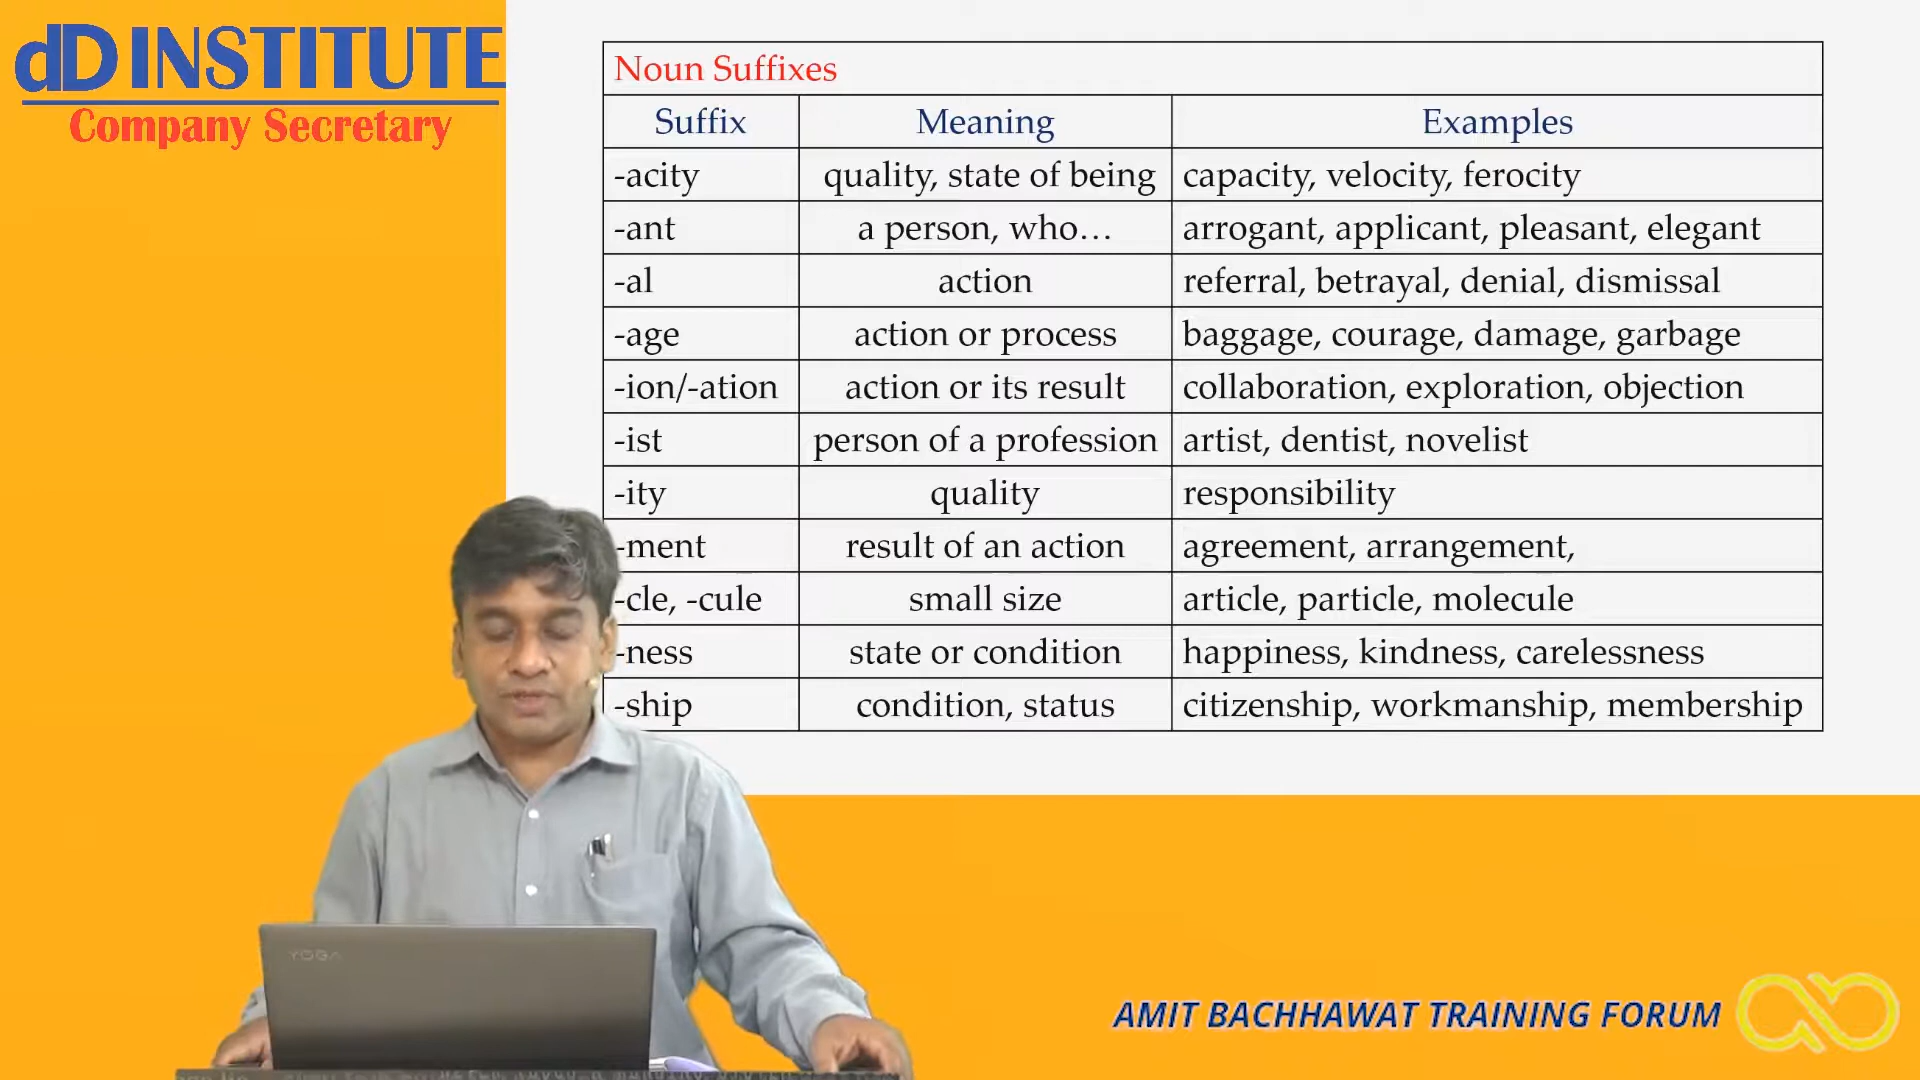 dD INSTITUTE
Company Secretary
Noun Suffixes
Suffix Meaning Examples
-acity quality, state of being capacity, velocity, ferocity
-ant a person, who... arrogant, applicant, pleasant, elegant
-al action referral, betrayal, denial, dismissal
-age action or process baggage, courage, damage, garbage
-ion/-ation action or its result collaboration, exploration, objection
-ist person of a profession artist, dentist, novelist
-ity quality responsibility
-ment result of an action agreement, arrangement,
-cle, -cule small size article, particle, molecule
-ness state or condition happiness, kindness, carelessness
-ship condition, status citizenship, workmanship, membership
YOGA
AMIT BACHHAWAT TRAINING FORUM